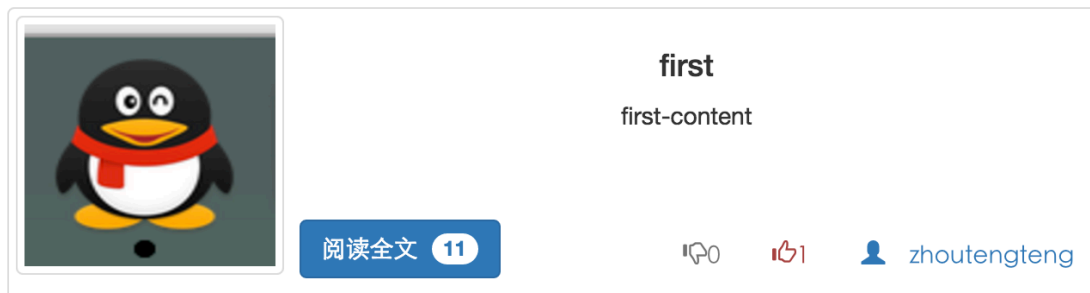 first
first-content
阅读全文 11
0 1 zhoutengteng